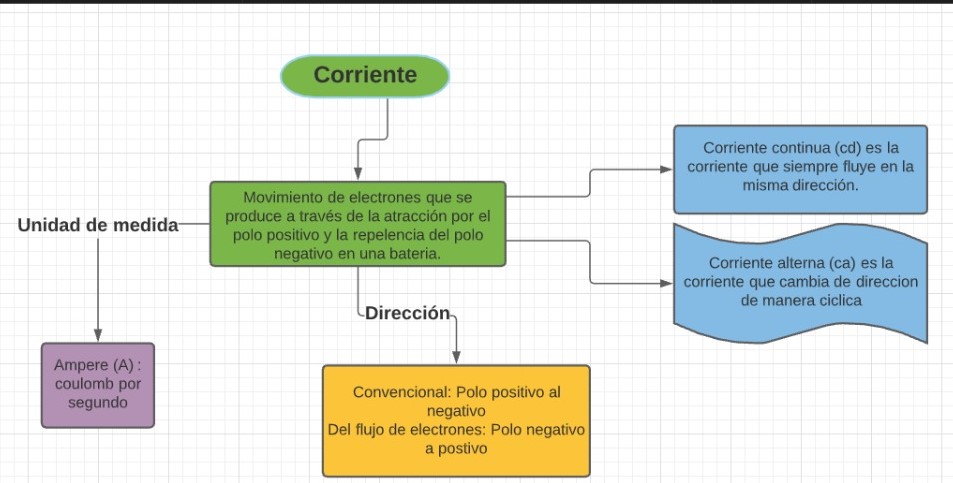 Corriente
Movimiento de electrones que se
produce a través de la atracción por el
polo positivo y la repelencia del polo
negativo en una bateria.
Corriente continua (cd) es la
corriente que siempre fluye en la
misma dirección.
Corriente alterna (ca) es la
corriente que cambia de direccion
de manera ciclica
Unidad de medida
Ampere (A) :
coulomb por
segundo
Dirección
Convencional: Polo positivo al
negativo
Del flujo de electrones: Polo negativo
a postivo